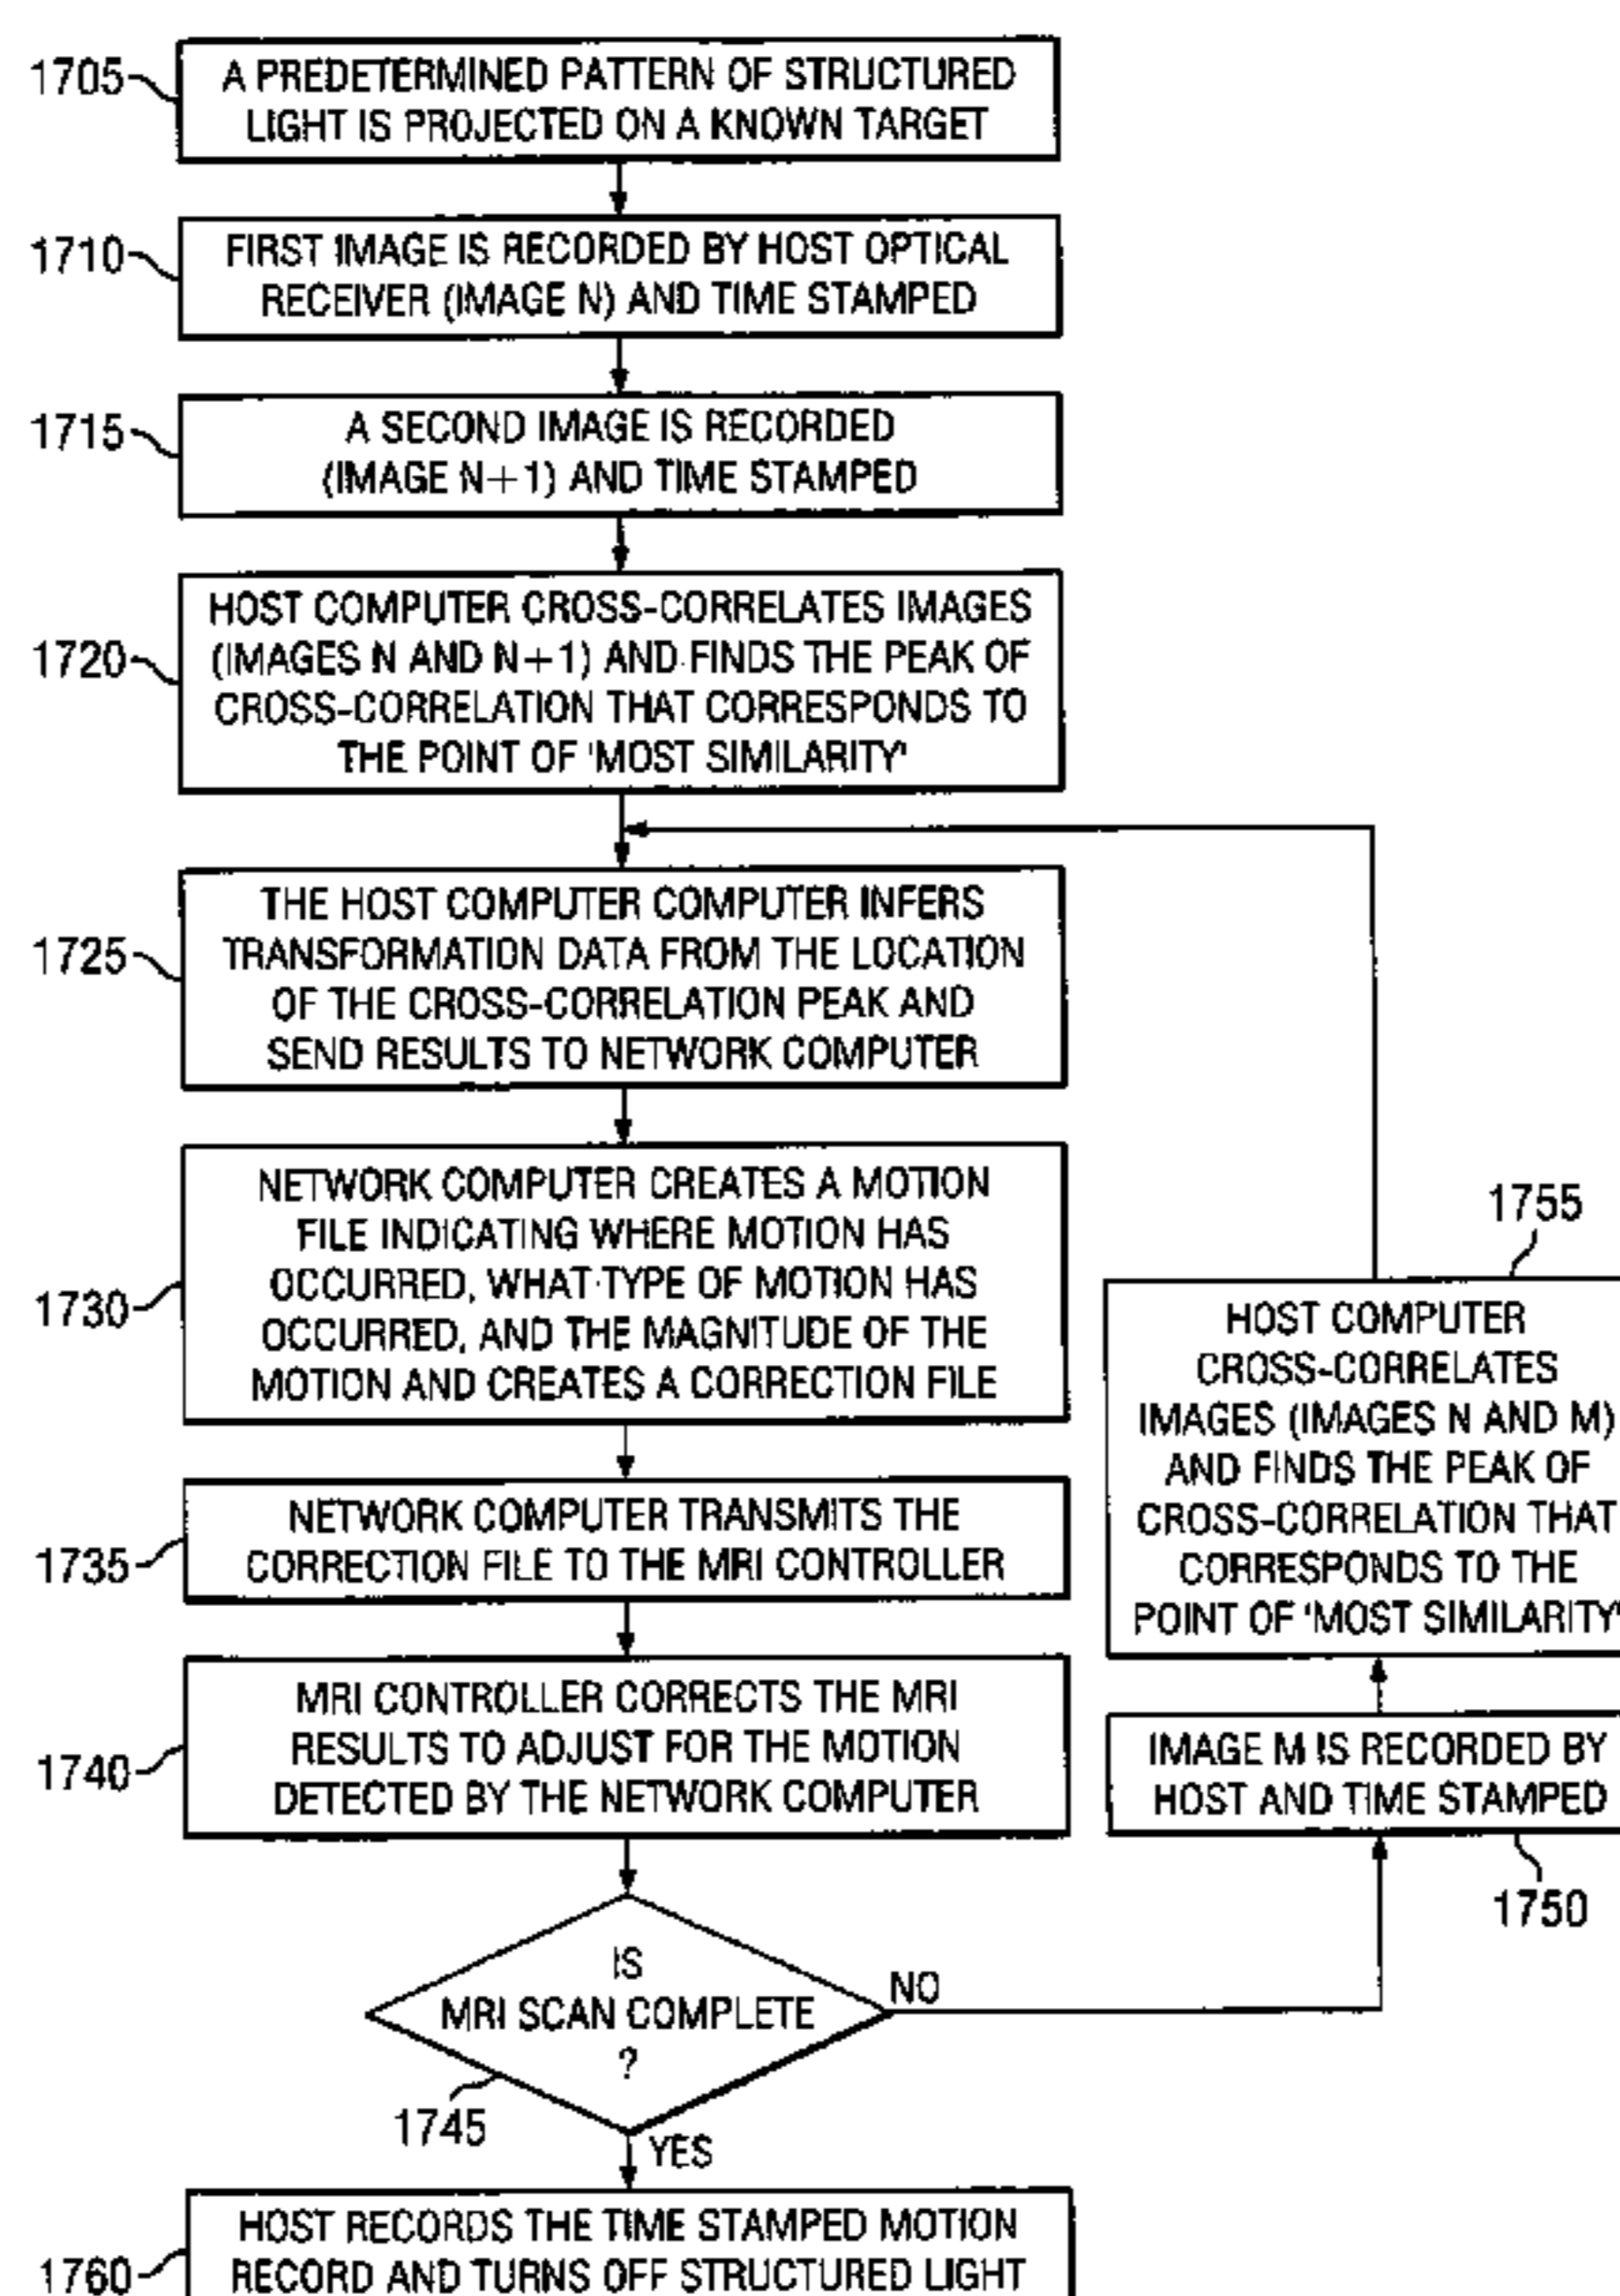 1705
A PREDETERMINED PATTERN OF STRUCTURED
LIGHT IS PROJECTED ON A KNOWN TARGET
1710
FIRST IMAGE IS RECORDED BY HOST OPTICAL
RECEIVER (IMAGE N) AND TIME STAMPED
1715
A SECOND IMAGE IS RECORDED
(IMAGE N+1) AND TIME STAMPED
1720
HOST COMPUTER CROSS-CORRELATES IMAGES
(IMAGES N AND N+1) AND FINDS THE PEAK OF
CROSS-CORRELATION THAT CORRESPONDS TO
THE POINT OF 'MOST SIMILARITY'
1725
THE HOST COMPUTER COMPUTER INFERS
TRANSFORMATION DATA FROM THE LOCATION
OF THE CROSS-CORRELATION PEAK AND
SEND RESULTS TO NETWORK COMPUTER
1730
NETWORK COMPUTER CREATES A MOTION
FILE INDICATING WHERE MOTION HAS
OCCURRED, WHAT TYPE OF MOTION HAS
OCCURRED, AND THE MAGNITUDE OF THE
MOTION AND CREATES A CORRECTION FILE
1735
NETWORK COMPUTER TRANSMITS THE
CORRECTION FILE TO THE MRI CONTROLLER
1740
MRI CONTROLLER CORRECTS THE MRI
RESULTS TO ADJUST FOR THE MOTION
DETECTED BY THE NETWORK COMPUTER
IS
MRI SCAN COMPLETE
?
1745
NO
YES
1755
HOST COMPUTER
CROSS-CORRELATES
IMAGES (IMAGES N AND M)
AND FINDS THE PEAK OF
CROSS-CORRELATION THAT
CORRESPONDS TO THE
POINT OF 'MOST SIMILARITY'
IMAGE M IS RECORDED BY
HOST AND TIME STAMPED
1750
1760
HOST RECORDS THE TIME STAMPED MOTION
RECORD AND TURNS OFF STRUCTURED LIGHT